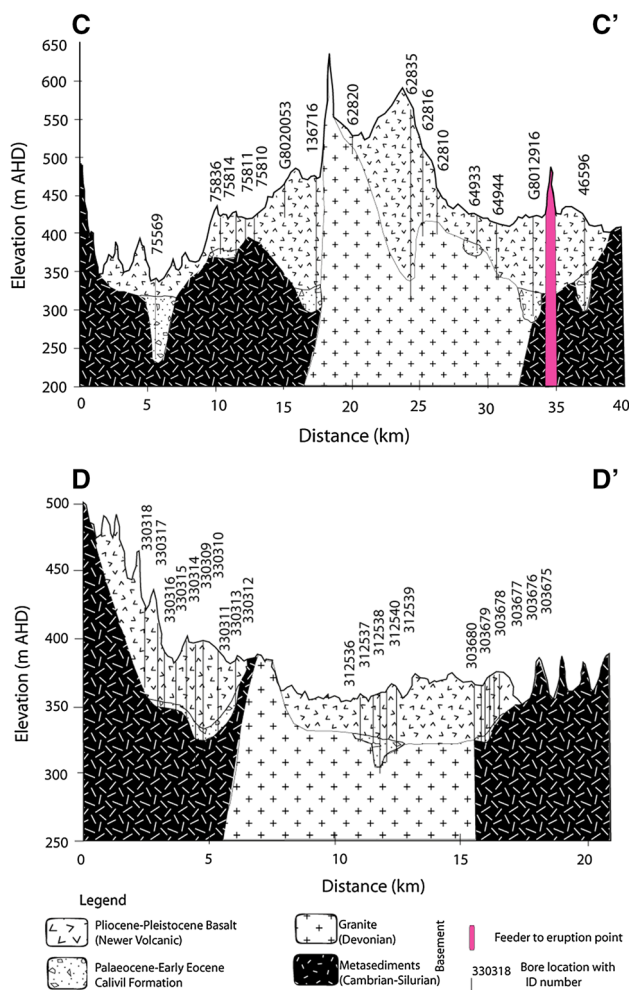 C
C’
650
600
550
500
450
400
350
300
250
200
Elevation (m AHD)
75569
75836
75814
75811
75810
G8020053
136716
62820
62835
62816
62810
64933
64944
G8012916
46596
0
5
10
15
20
25
30
35
40
Distance (km)
D
D’
500
450
400
350
300
250
Elevation (m AHD)
330318
330317
330316
330315
330314
330309
330310
330311
330313
330312
312536
312537
312538
312540
312539
303680
303679
303678
303677
303676
303675
0
5
10
15
20
Distance (km)
Legend
Pliocene-Pleistocene Basalt
(Newer Volcanic)
Palaeocene-Early Eocene
Calivil Formation
Granite
(Devonian)
Metasediments
(Cambrian-Silurian)
Basement
Feeder to eruption point
330318
Bore location with
ID number